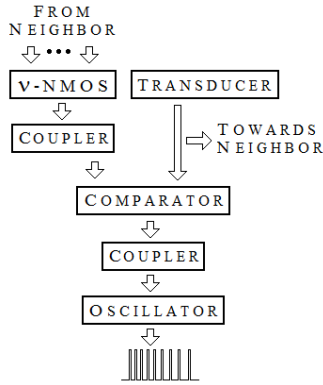 FROM
NEIGHBOR
ν-NMOS
TRANSDUCER
COUPLER
TOWARDS
NEIGHBOR
COMPARATOR
COUPLER
OSCILLATOR